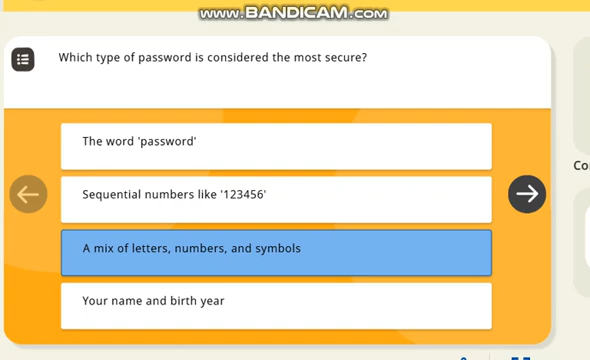 www.BANDICAM.com
Which type of password is considered the most secure?
The word 'password'
Sequential numbers like '123456'
A mix of letters, numbers, and symbols
Your name and birth year